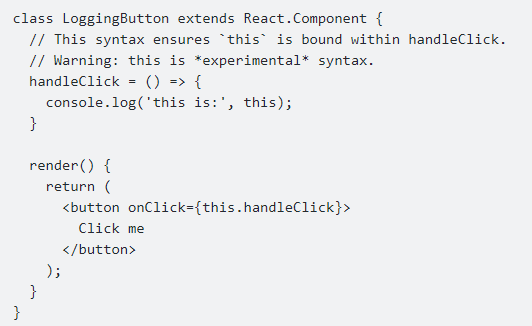 class LoggingButton extends React.Component {
  // This syntax ensures `this` is bound within handleClick.
  // Warning: this is *experimental* syntax.
  handleClick = () => {
    console.log('this is:', this);
  }

  render() {
    return (
      <button onClick={this.handleClick}>
        Click me
      </button>
    );
  }
}